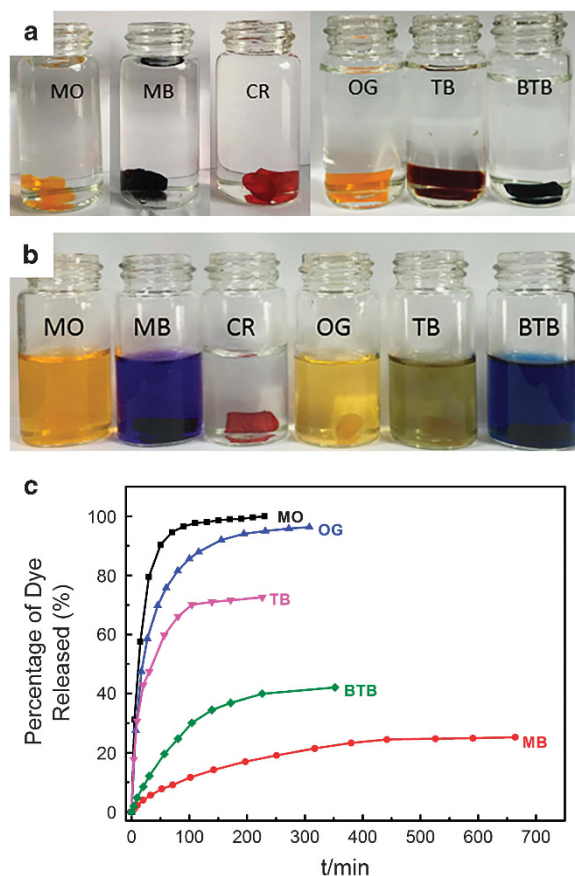 a
MO MB CR OG TB BTB
b
MO MB CR OG TB BTB
c
Percentage of Dye
Released (%)
100
80
60
40
20
0
MO
OG
TB
BTB
MB
0 100 200 300 400 500 600 700
t/min